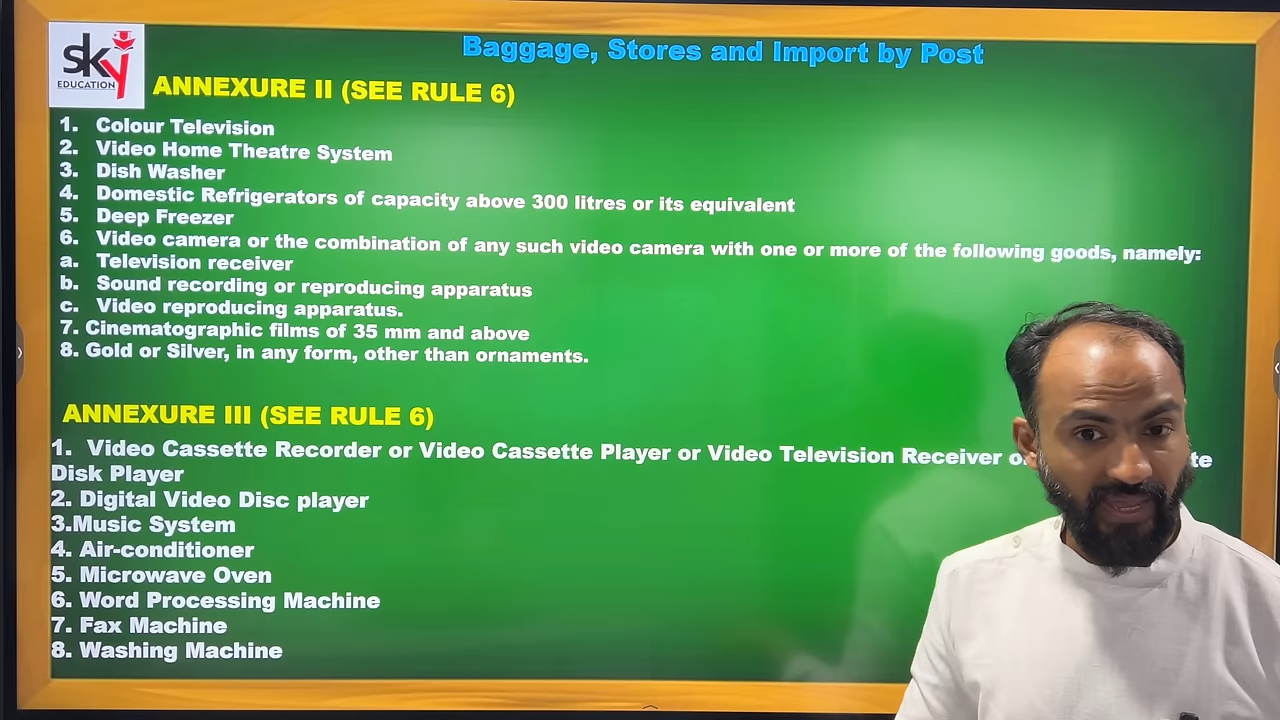 sky
EDUCATION
Baggage, Stores and Import by Post
ANNEXURE II (SEE RULE 6)
1. Colour Television
2. Video Home Theatre System
3. Dish Washer
4. Domestic Refrigerators of capacity above 300 litres or its equivalent
5. Deep Freezer
6. Video camera or the combination of any such video camera with one or more of the following goods, namely:
a. Television receiver
b. Sound recording or reproducing apparatus
c. Video reproducing apparatus.
7. Cinematographic films of 35 mm and above
8. Gold or Silver, in any form, other than ornaments.
ANNEXURE III (SEE RULE 6)
1. Video Cassette Recorder or Video Cassette Player or Video Television Receiver
Disk Player
2. Digital Video Disc player
3.Music System
4. Air-conditioner
5. Microwave Oven
6. Word Processing Machine
7. Fax Machine
8. Washing Machine